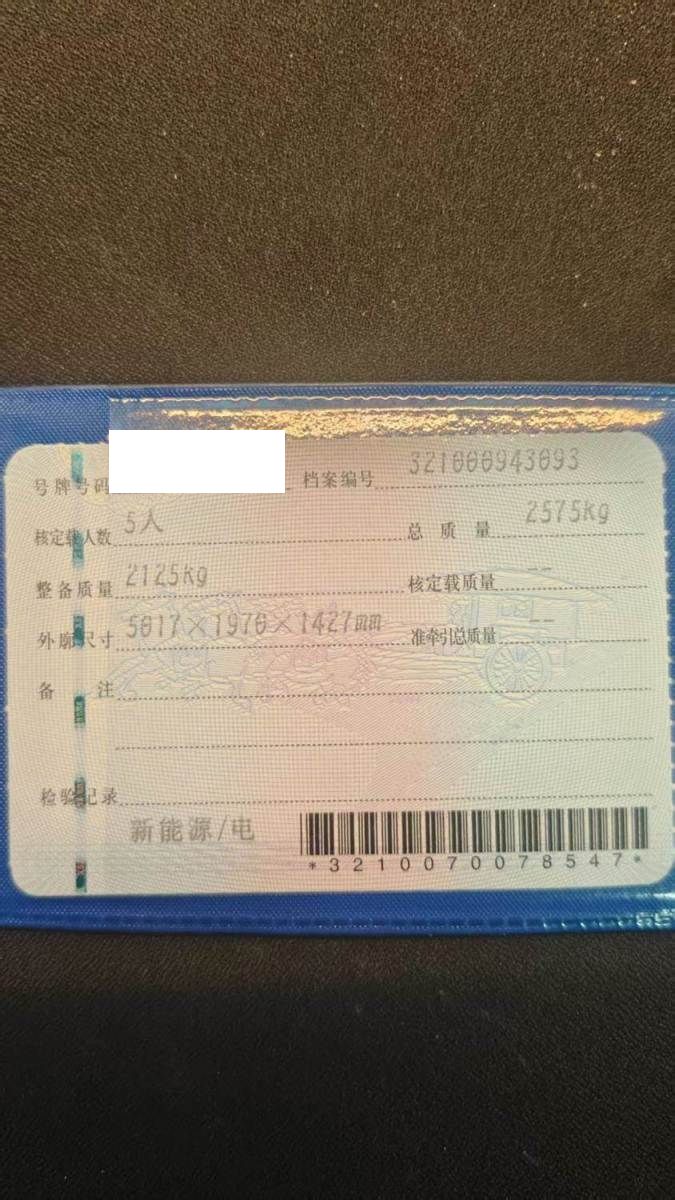 号牌号码 档案编号 321000943093
核定载人数 5人 总质量 2575kg
整备质量 2125kg 核定载质量 --
外廓尺寸 5017×1970×1427mm 准牵引总质量 --
备注
检验记录
新能源/电
*3210070078547*